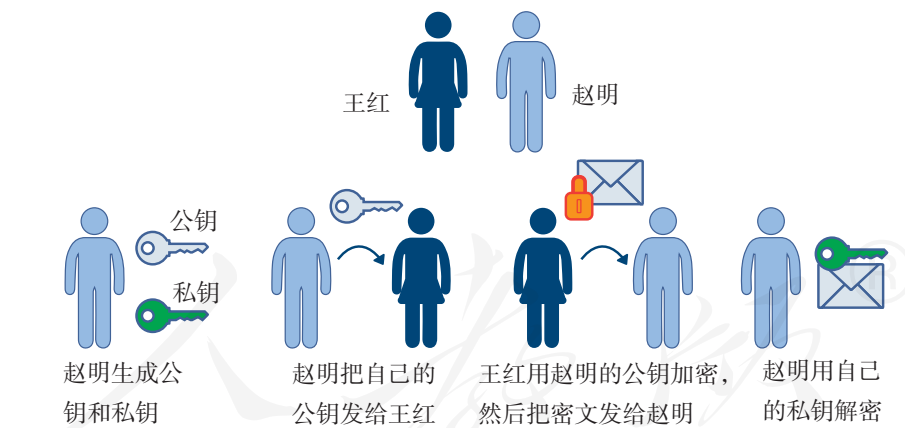 王红
赵明
公钥
私钥
赵明生成公
钥和私钥
赵明把自己的
公钥发给王红
王红用赵明的公钥加密，
然后把密文发给赵明
赵明用自己
的私钥解密